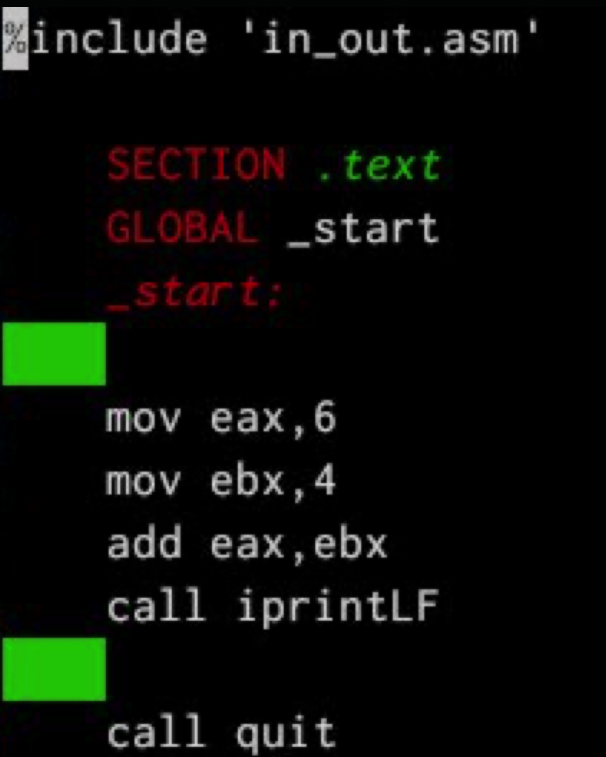 %include 'in_out.asm'
SECTION .text
GLOBAL _start
_start:
mov eax,6
mov ebx,4
add eax,ebx
call iprintLF
call quit